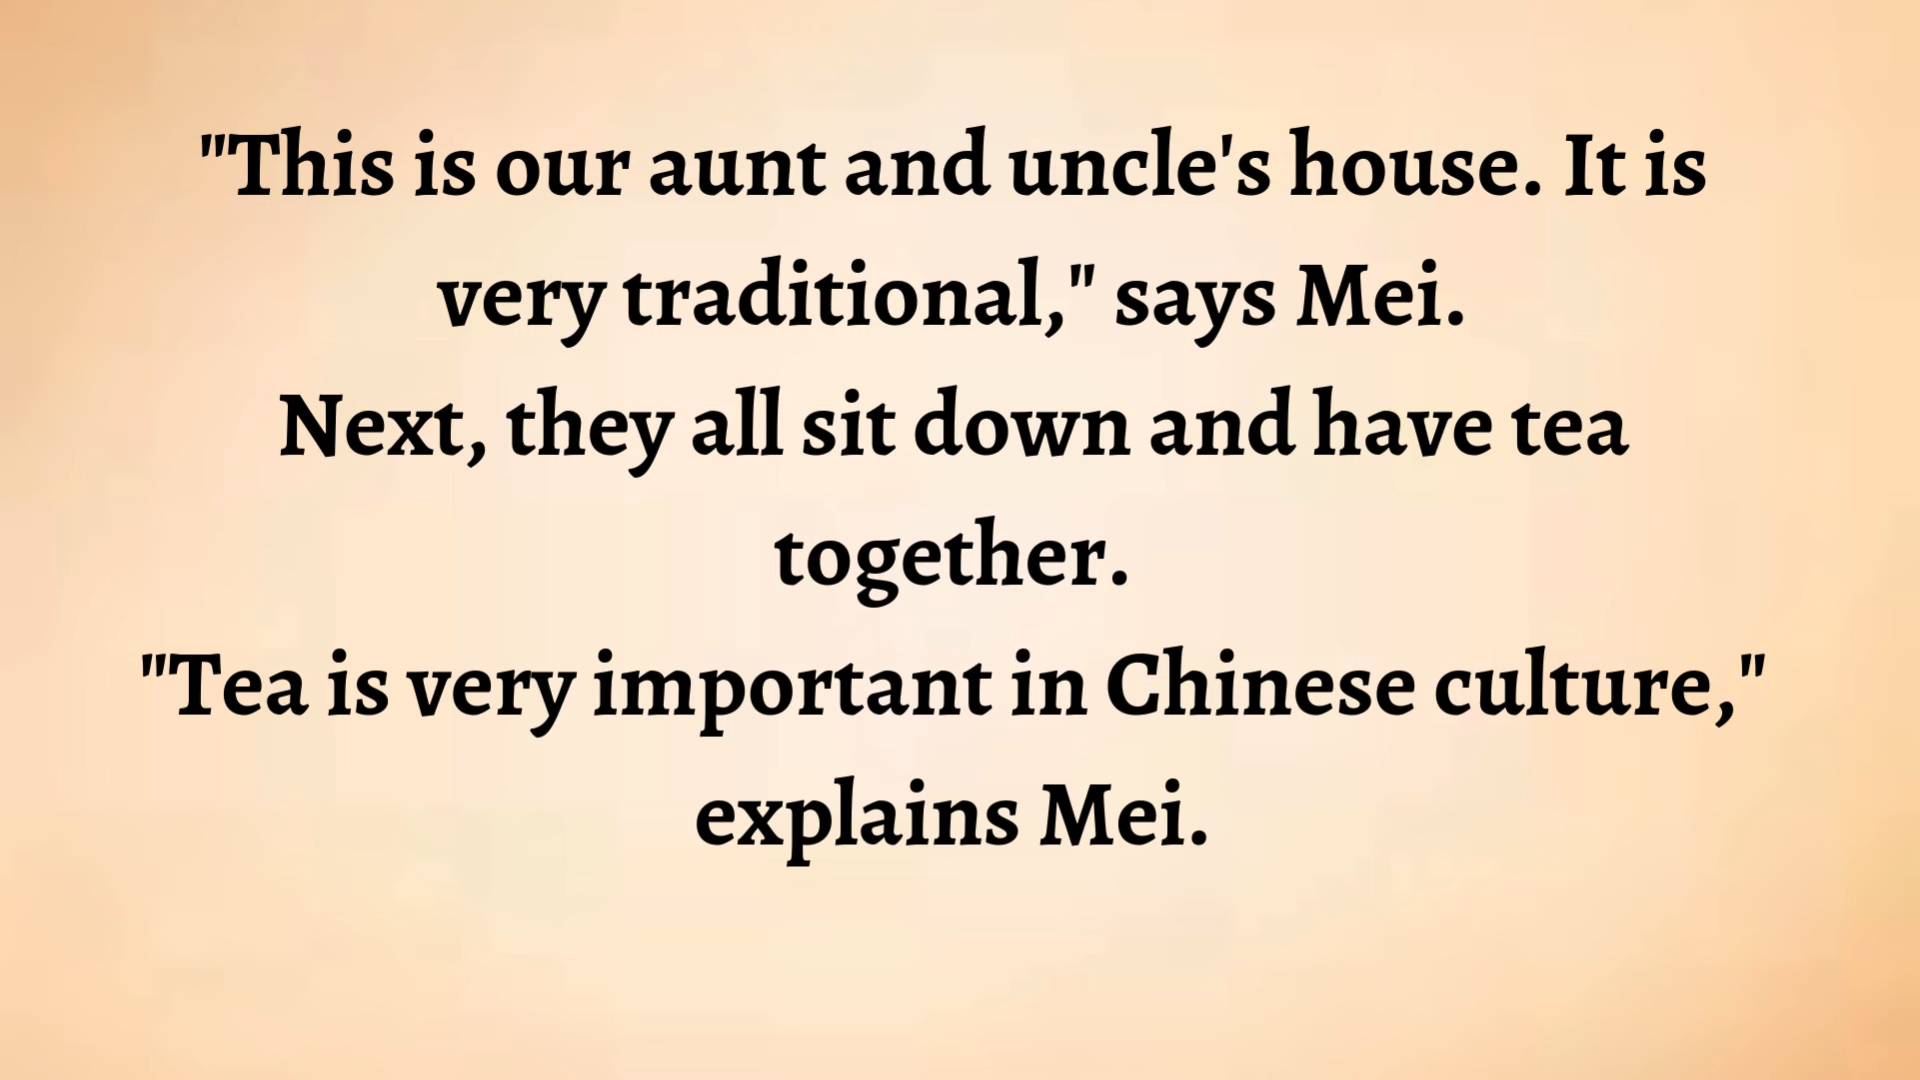 "This is our aunt and uncle's house. It is
very traditional," says Mei.
Next, they all sit down and have tea
together.
"Tea is very important in Chinese culture,"
explains Mei.